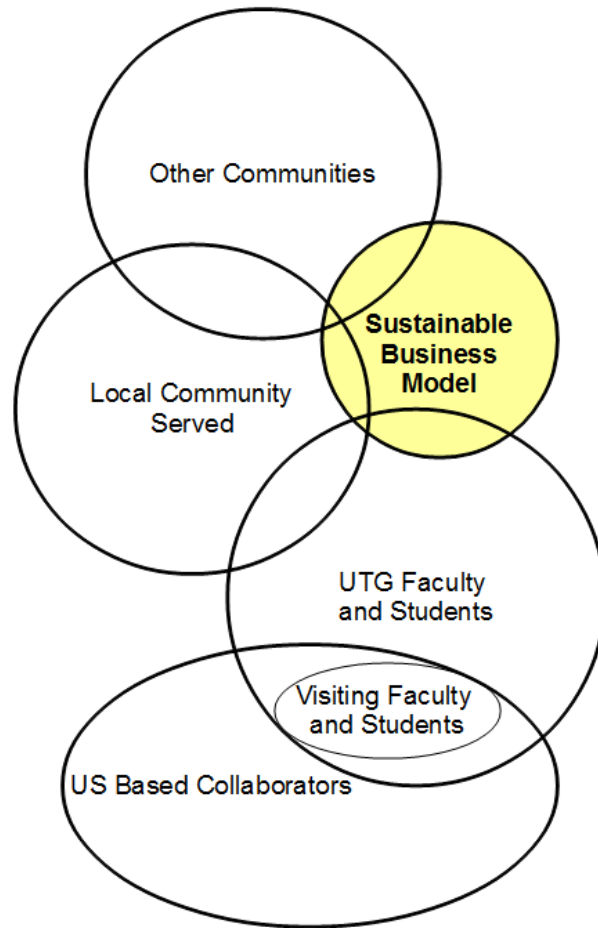 Other Communities
Sustainable
Business
Model
Local Community
Served
UTG Faculty
and Students
Visiting Faculty
and Students
US Based Collaborators